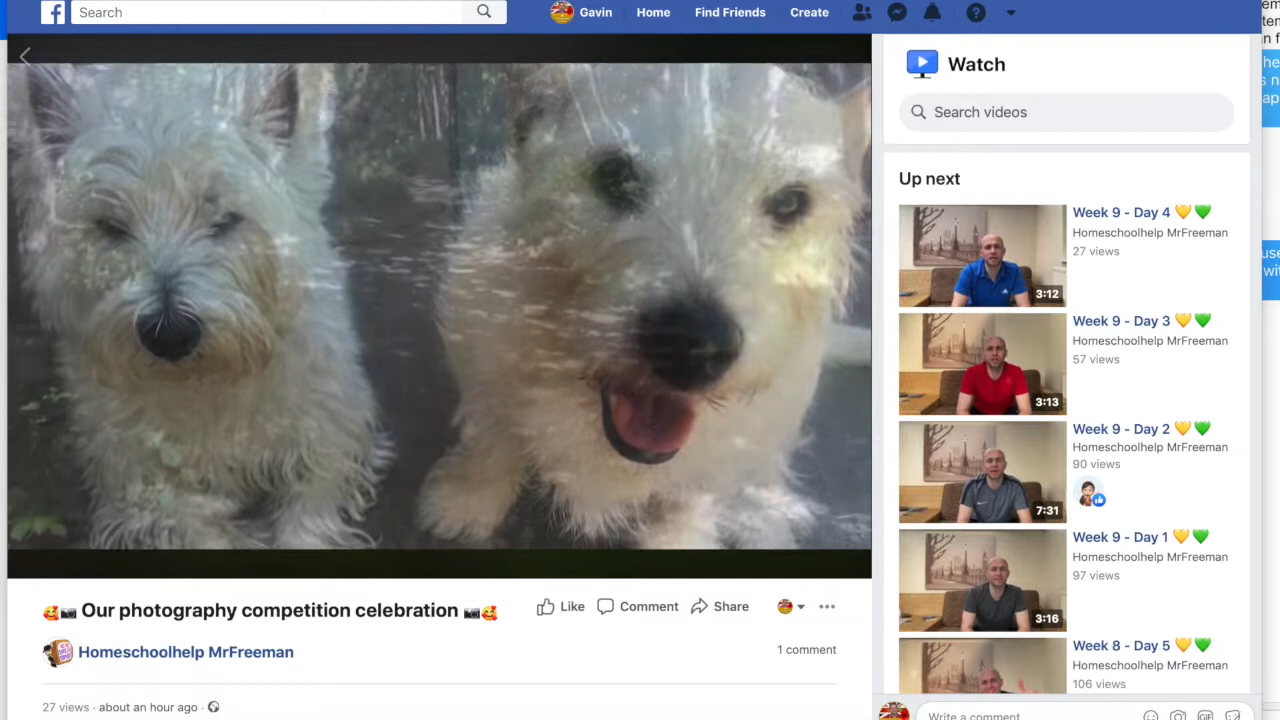 Search
Gavin
Home
Find Friends
Create
Watch
Search videos
Up next
Week 9 - Day 4 💛💚
Homeschoolhelp MrFreeman
27 views
3:12
Week 9 - Day 3 💛💚
Homeschoolhelp MrFreeman
57 views
3:13
Week 9 - Day 2 💛💚
Homeschoolhelp MrFreeman
90 views
7:31
Week 9 - Day 1 💛💚
Homeschoolhelp MrFreeman
97 views
3:16
Week 8 - Day 5 💛💚
Homeschoolhelp MrFreeman
106 views
🥰📷 Our photography competition celebration 📷🥰
Like
Comment
Share
Homeschoolhelp MrFreeman
1 comment
27 views · about an hour ago ·
Write a comment